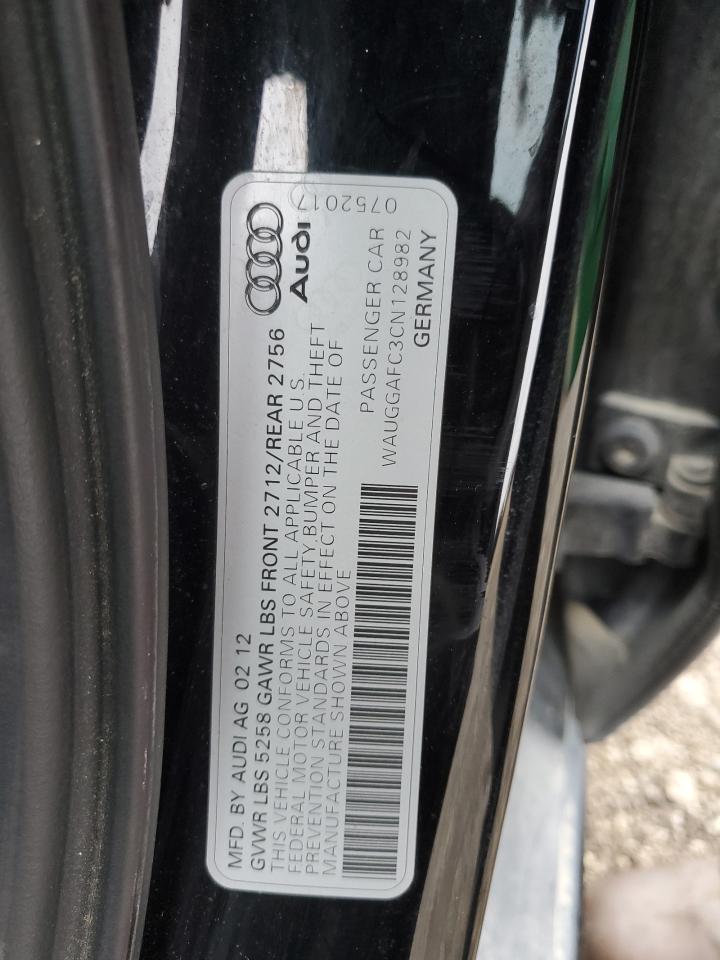 MFD. BY AUDI AG 02 12
GVWR LBS 5258 GAWR LBS FRONT 2712/REAR 2756
THIS VEHICLE CONFORMS TO ALL APPLICABLE U.S.
FEDERAL MOTOR VEHICLE SAFETY, BUMPER AND THEFT
PREVENTION STANDARDS IN EFFECT ON THE DATE OF
MANUFACTURE SHOWN ABOVE
PASSENGER CAR
WAUGGAFC3CN128982
GERMANY
Audi
0752017